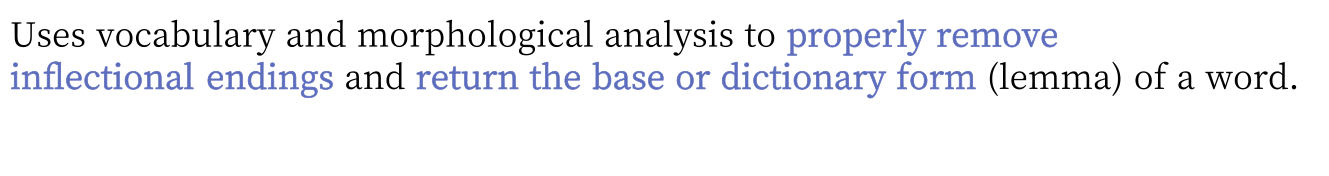 Uses vocabulary and morphological analysis to properly remove
inflectional endings and return the base or dictionary form (lemma) of a word.